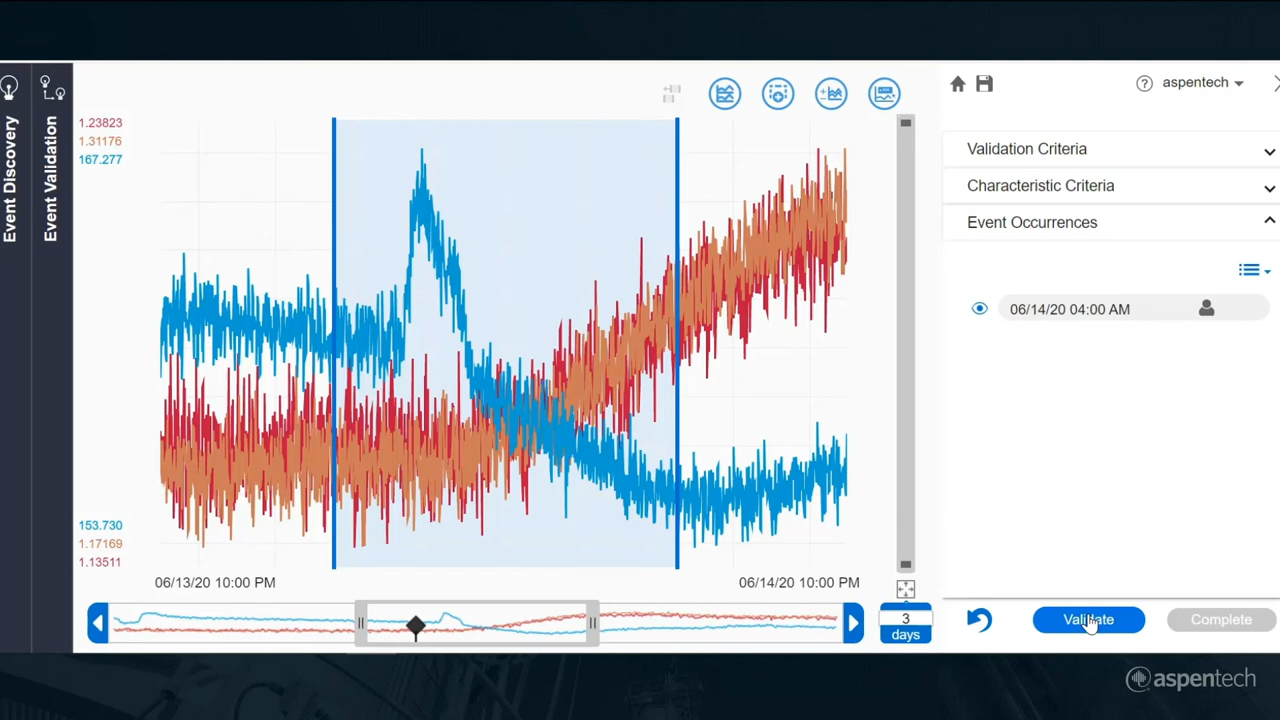 Event Discovery
Event Validation
1.23823
1.31176
167.277
153.730
1.17169
1.13511
06/13/20 10:00 PM
06/14/20 10:00 PM
3
days
? aspentech
Validation Criteria
Characteristic Criteria
Event Occurrences
06/14/20 04:00 AM
Validate
Complete
aspentech